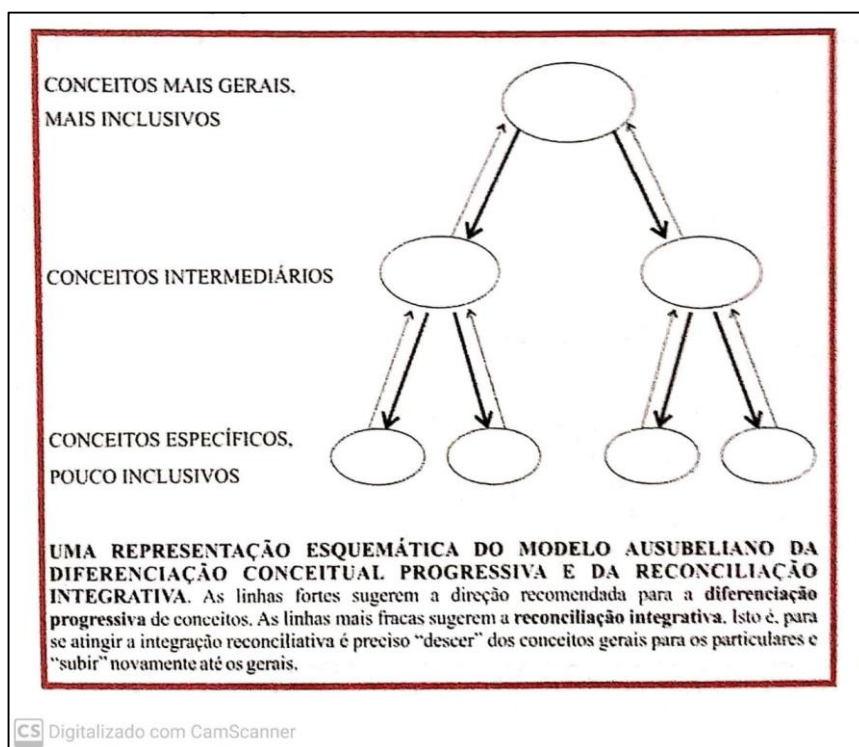 CONCEITOS MAIS GERAIS,
MAIS INCLUSIVOS
CONCEITOS INTERMEDIÁRIOS
CONCEITOS ESPECÍFICOS,
POUCO INCLUSIVOS
UMA REPRESENTAÇÃO ESQUEMÁTICA DO MODELO AUSUBELIANO DA
DIFERENCIAÇÃO CONCEITUAL PROGRESSIVA E DA RECONCILIAÇÃO
INTEGRATIVA. As linhas fortes sugerem a direção recomendada para a diferenciação
progressiva de conceitos. As linhas mais fracas sugerem a reconciliação integrativa. Isto é, para
se atingir a integração reconciliativa é preciso “descer” dos conceitos gerais para os particulares e
“subir” novamente até os gerais.
CS Digitalizado com CamScanner